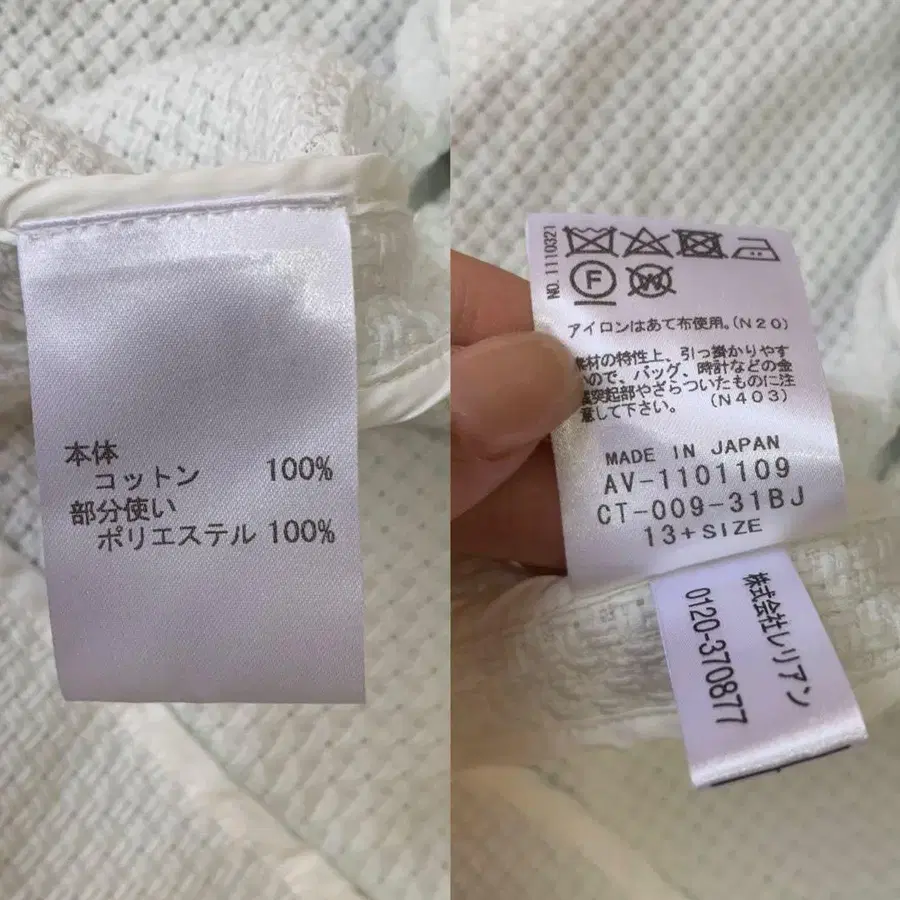 本体
コットン 100%
部分使い
ポリエステル 100%
NO. 1110321
F
W
アイロンはあて布使用。(N20)
素材の特性上、引っ掛かりやす
いので、バッグ、時計などの金
突起部やざらついたものに注
意して下さい。 (N403)
MADE IN JAPAN
AV-1101109
CT-009-31BJ
13+SIZE
株式会社レリアン
0120-370877